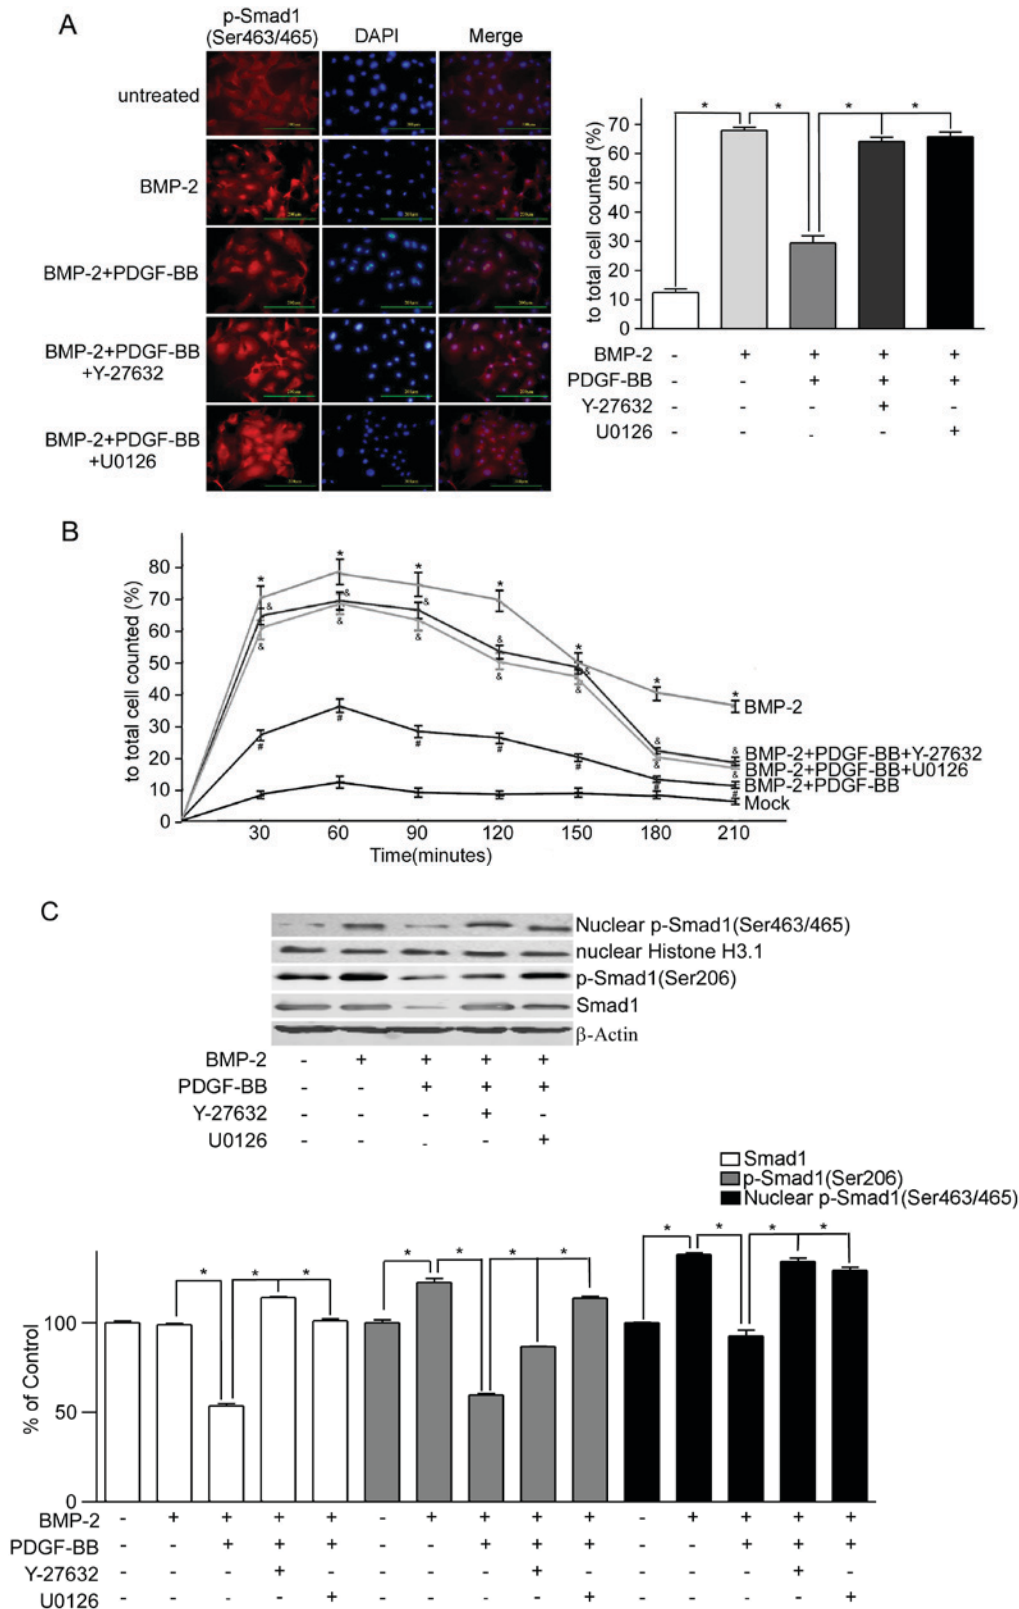 A
p-Smad1
(Ser463/465)
DAPI
Merge
untreated
BMP-2
BMP-2+PDGF-BB
BMP-2+PDGF-BB
+Y-27632
BMP-2+PDGF-BB
+U0126
to total cell counted (%)
70
60
50
40
30
20
10
0
* * * *
BMP-2 - + + + +
PDGF-BB - - + + +
Y-27632 - - - + -
U0126 - - - - +
B
to total cell counted (%)
80
70
60
50
40
30
20
10
0
30 60 90 120 150 180 210
Time(minutes)
* * * * * * *
& & & & & & &
& & & & & & &
# # # # # # #
BMP-2
BMP-2+PDGF-BB+Y-27632
BMP-2+PDGF-BB+U0126
BMP-2+PDGF-BB
Mock
C
Nuclear p-Smad1(Ser463/465)
nuclear Histone H3.1
p-Smad1(Ser206)
Smad1
β-Actin
BMP-2 - + + + +
PDGF-BB - - + + +
Y-27632 - - - + -
U0126 - - - - +
Smad1
p-Smad1(Ser206)
Nuclear p-Smad1(Ser463/465)
% of Control
100
50
0
* * * * * * * * * * *
BMP-2 - + + + + - + + + + - + + + +
PDGF-BB - - + + + - - + + + - - + + +
Y-27632 - - - + - - - - + - - - - + -
U0126 - - - - + - - - - + - - - - +